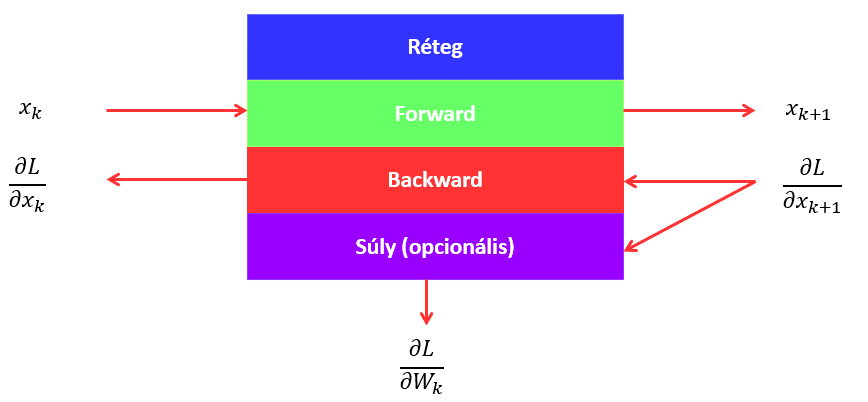 Réteg
x_k Forward x_{k+1}
∂L/∂x_k Backward ∂L/∂x_{k+1}
Súly (opcionális)
∂L/∂W_k